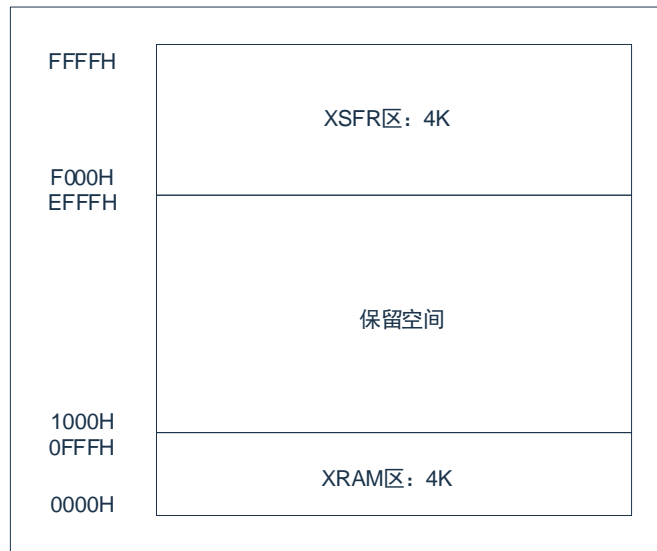 FFFFH
XSFR区：4K
F000H
EFFFH
保留空间
1000H
0FFFH
XRAM区：4K
0000H